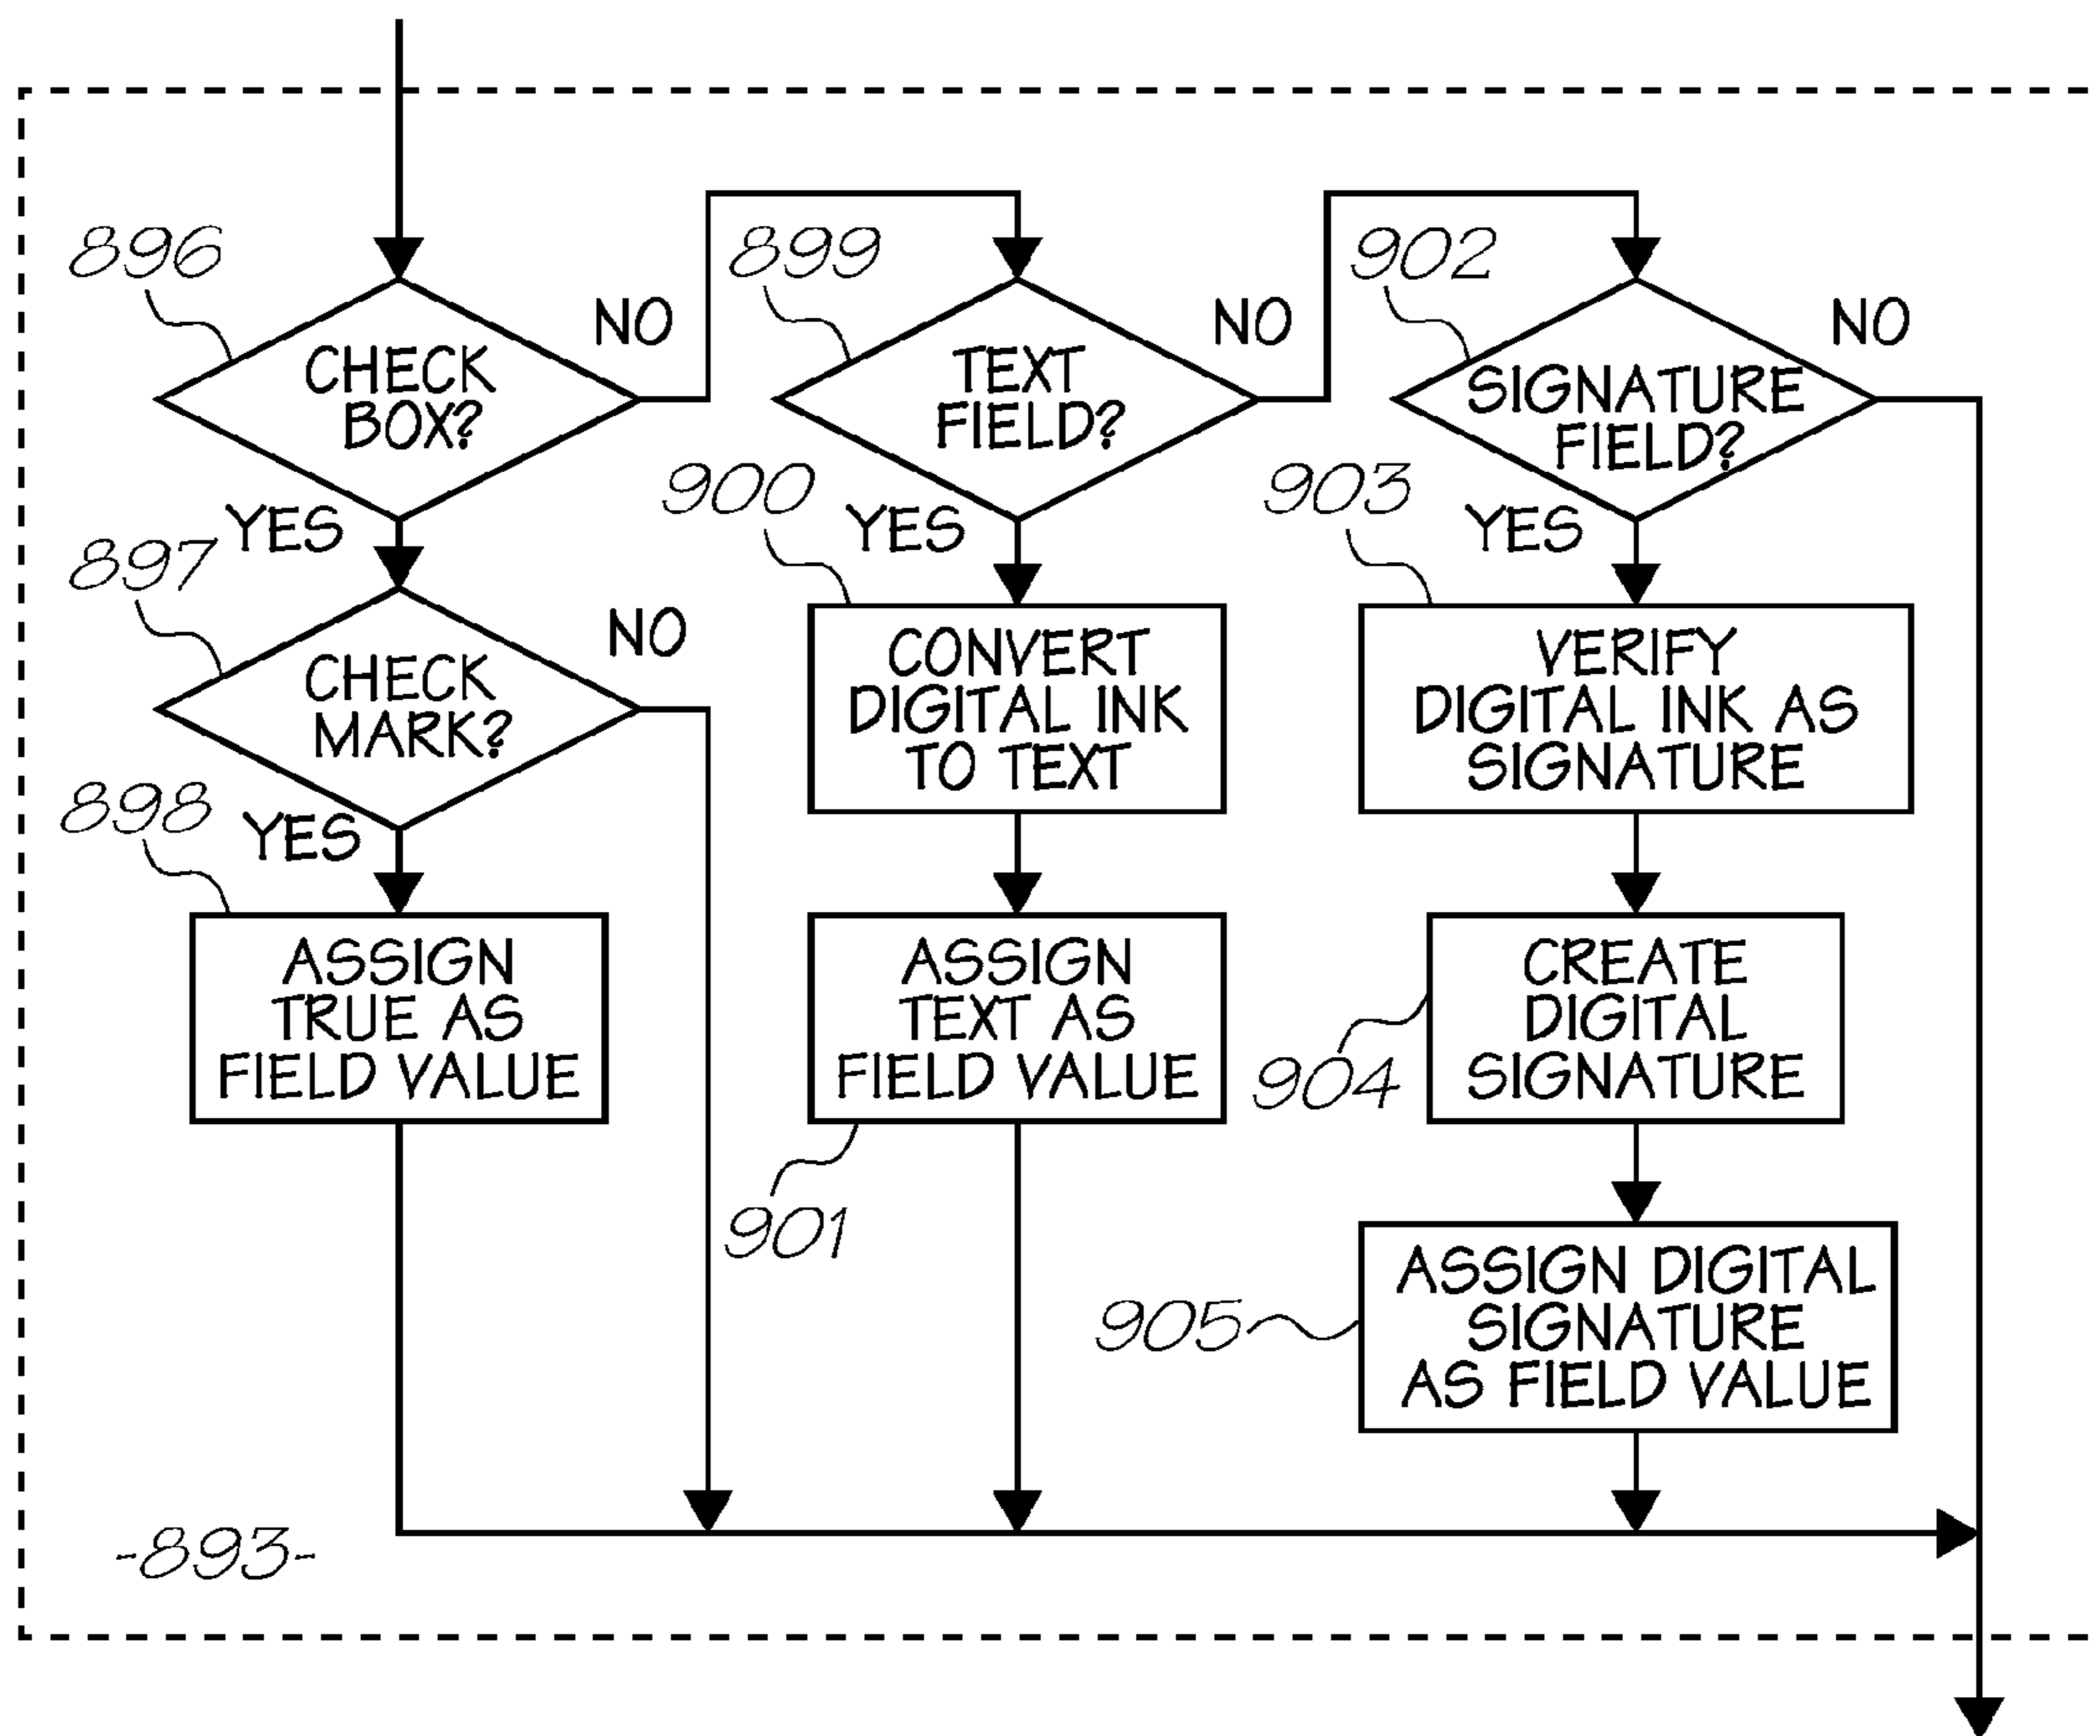 896
CHECK
BOX?
NO
YES
897
CHECK
MARK?
NO
YES
898
ASSIGN
TRUE AS
FIELD VALUE
899
TEXT
FIELD?
NO
YES
900
CONVERT
DIGITAL INK
TO TEXT
ASSIGN
TEXT AS
FIELD VALUE
901
902
SIGNATURE
FIELD?
NO
YES
903
VERIFY
DIGITAL INK AS
SIGNATURE
CREATE
DIGITAL
SIGNATURE
904
ASSIGN DIGITAL
SIGNATURE
AS FIELD VALUE
905
-893-